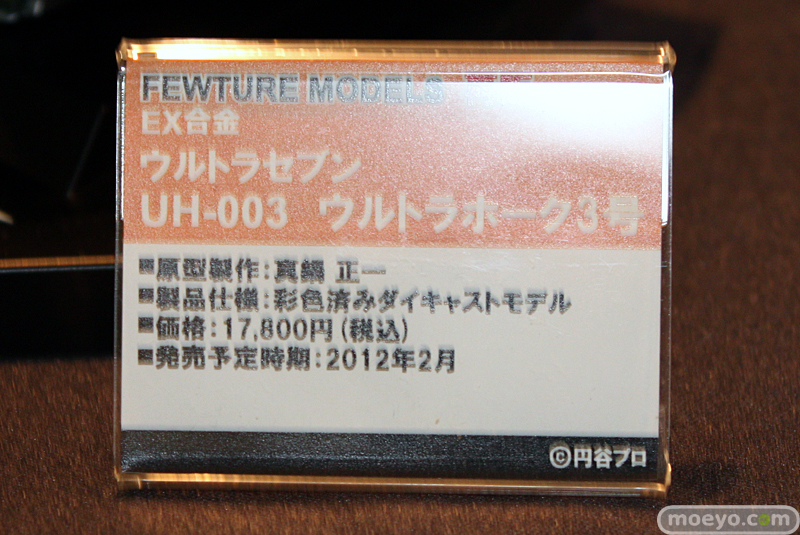 FEWTURE MODELS
EX合金
ウルトラセブン
UH-003 ウルトラホーク3号
■原型製作：真鍋 正一
■製品仕様：彩色済みダイキャストモデル
■価格：17,800円（税込）
■発売予定時期：2012年2月
©円谷プロ
moeyo.com